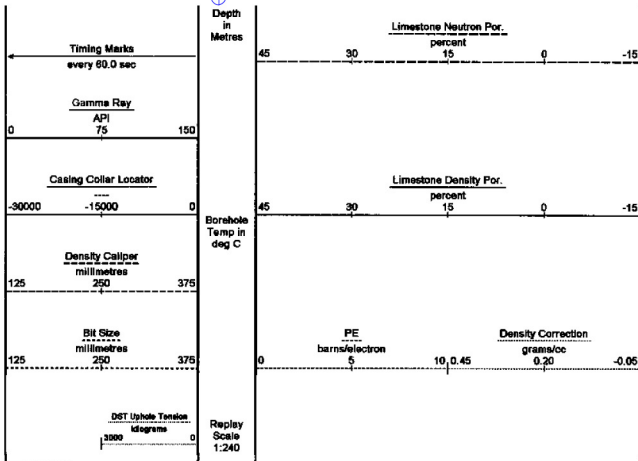 Depth
in
Metres
Timing Marks
every 60.0 sec
Gamma Ray
API
0 75 150
Casing Collar Locator
----
-30000 -15000 0
Density Caliper
millimetres
125 250 375
Bit Size
millimetres
125 250 375
DST Uphole Tension
kilograms
3000 0
Borehole
Temp in
deg C
Replay
Scale
1:240
Limestone Neutron Por.
percent
45 30 15 0 -15
Limestone Density Por.
percent
45 30 15 0 -15
PE
barns/electron
0 5 10
Density Correction
grams/cc
0.45 0.20 -0.05